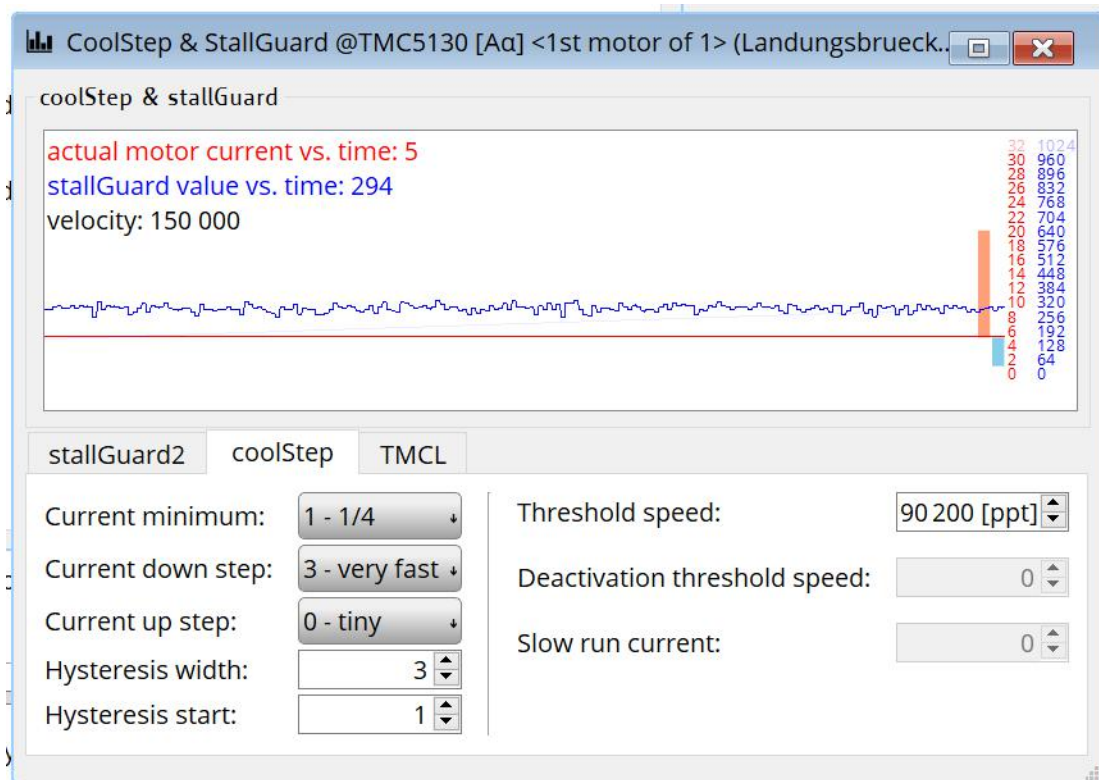 CoolStep & StallGuard @TMC5130 [Aα] <1st motor of 1> (Landungsbrueck..
coolStep & stallGuard
actual motor current vs. time: 5
stallGuard value vs. time: 294
velocity: 150 000
32 1024
30 960
28 896
26 832
24 768
22 704
20 640
18 576
16 512
14 448
12 384
10 320
8 256
6 192
4 128
2 64
0 0
stallGuard2 coolStep TMCL
Current minimum: 1 - 1/4
Current down step: 3 - very fast
Current up step: 0 - tiny
Hysteresis width: 3
Hysteresis start: 1
Threshold speed: 90 200 [ppt]
Deactivation threshold speed: 0
Slow run current: 0